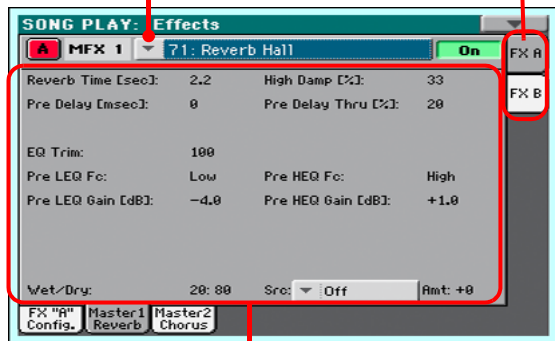 SONG PLAY: Effects
A MFX 1 71: Reverb Hall On
FX A
FX B
Reverb Time [sec]: 2.2 High Damp [%]: 33
Pre Delay [msec]: 0 Pre Delay Thru [%]: 20
EQ Trim: 100
Pre LEQ Fc: Low Pre HEQ Fc: High
Pre LEQ Gain [dB]: -4.0 Pre HEQ Gain [dB]: +1.0
Wet/Dry: 20:80 Src: Off Amt: +0
FX "A" Config. Master1 Reverb Master2 Chorus